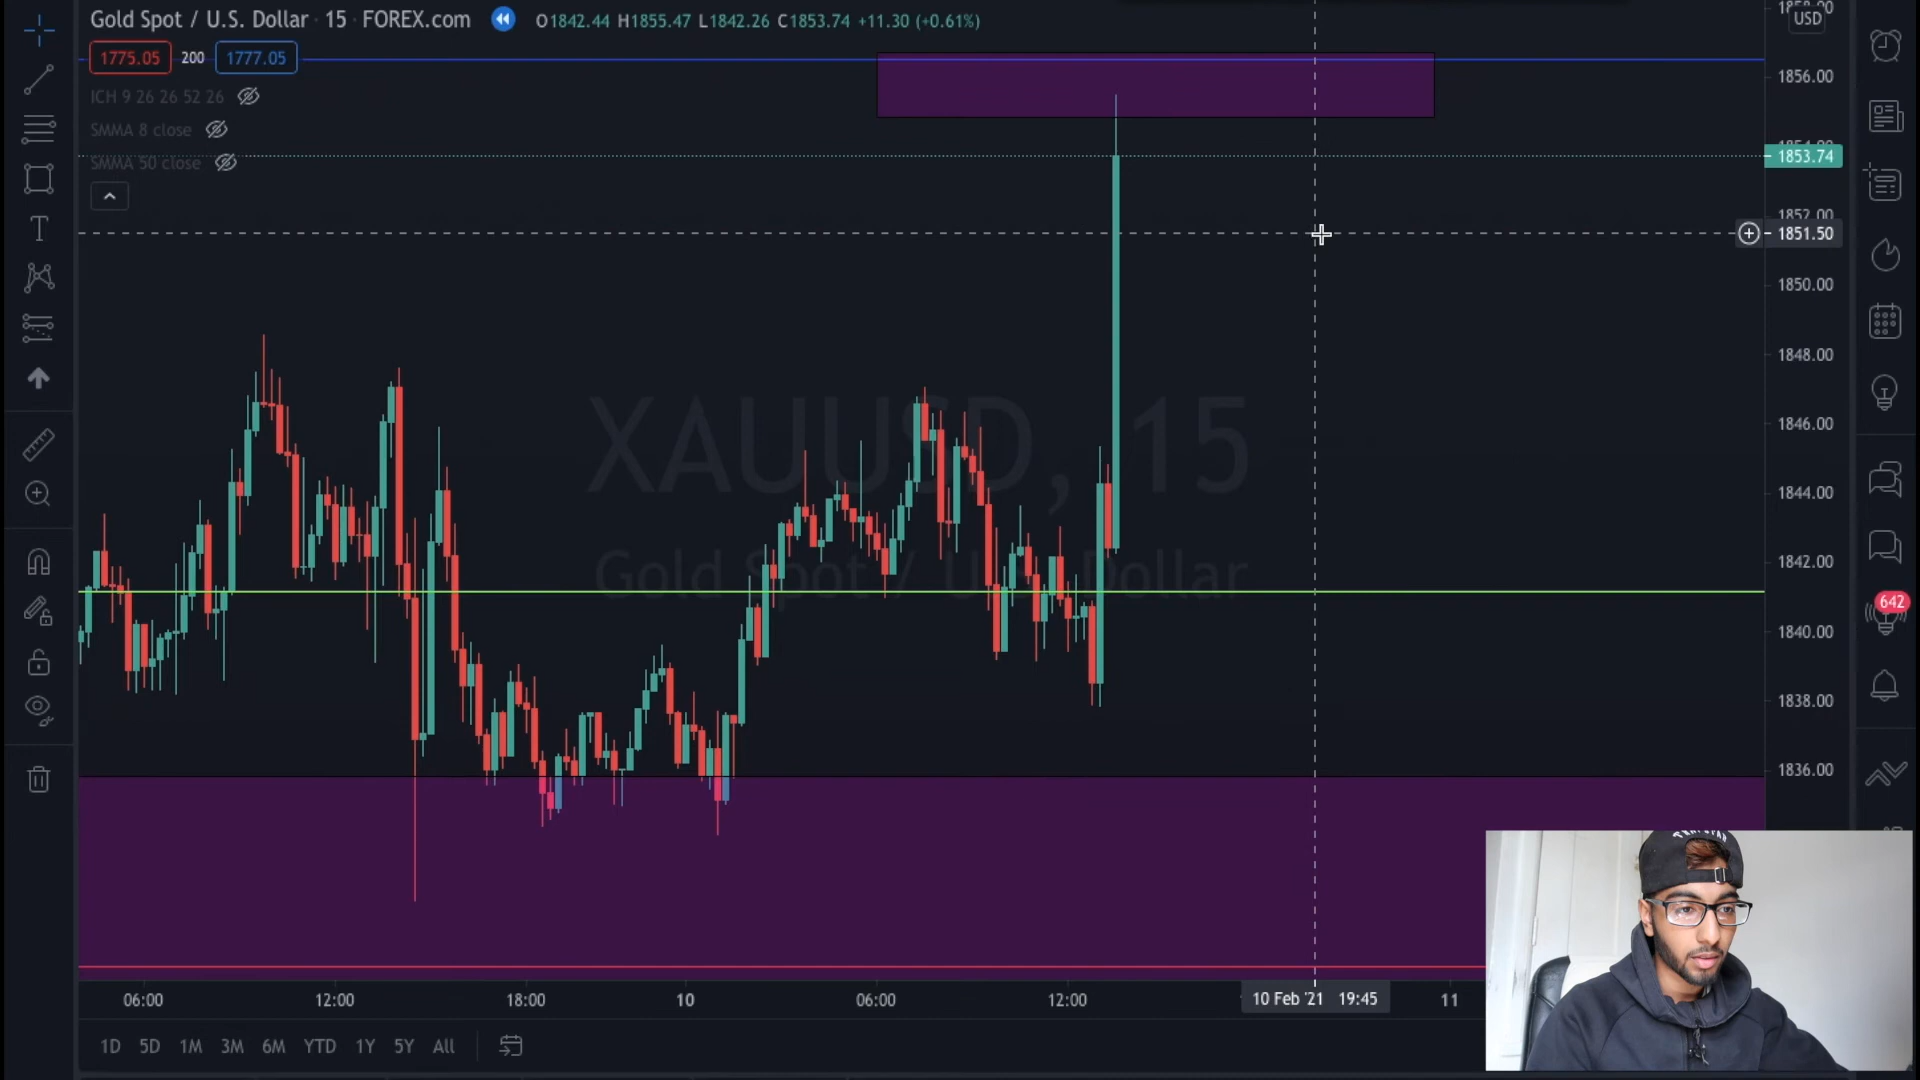 Gold Spot / U.S. Dollar · 15 · FOREX.com O1842.44 H1855.47 L1842.26 C1853.74 +11.30 (+0.61%)
1775.05 200 1777.05
ICH 9 26 26 52 26
SMMA 8 close
SMMA 50 close
XAUUSD, 15
Gold Spot / U.S. Dollar
1858.00
USD
1856.00
1853.74
1852.00
1851.50
1850.00
1848.00
1846.00
1844.00
1842.00
1840.00
1838.00
1836.00
642
06:00 12:00 18:00 10 06:00 12:00 10 Feb '21 19:45 11
1D 5D 1M 3M 6M YTD 1Y 5Y All